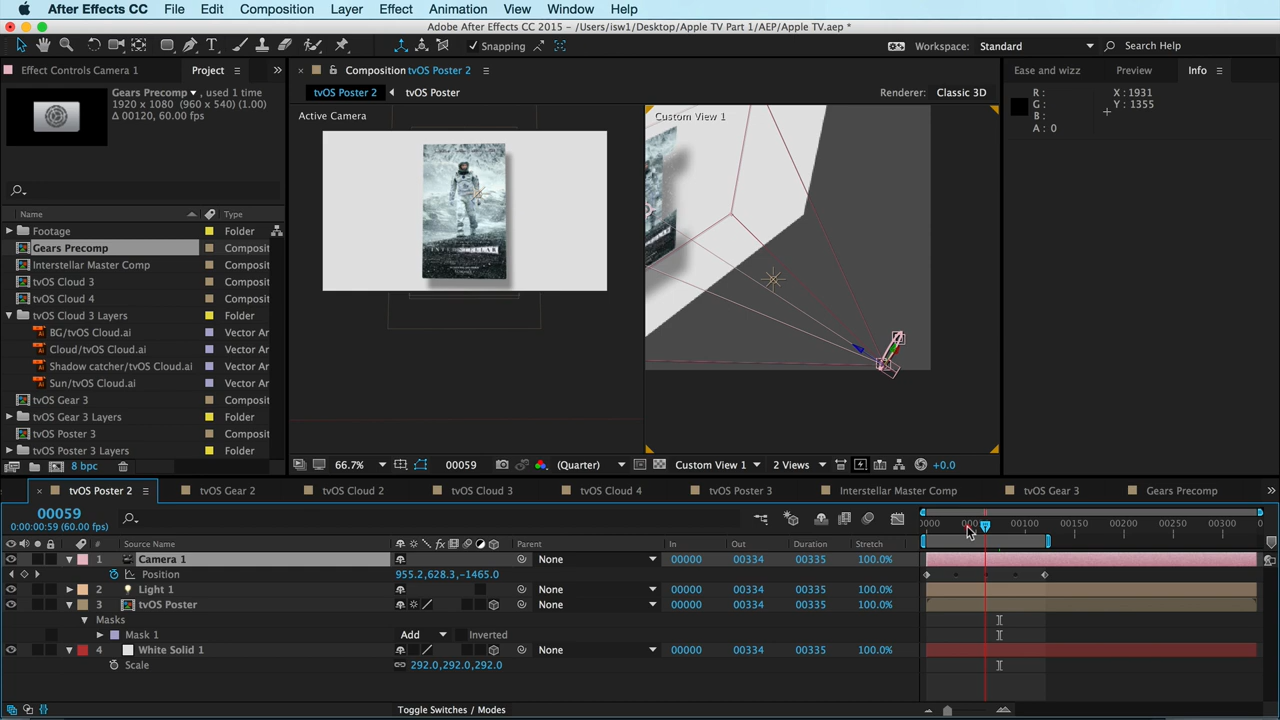 After Effects CC File Edit Composition Layer Effect Animation View Window Help
Adobe After Effects CC 2015 - /Users/isw1/Desktop/Apple TV Part 1/AEP/Apple TV.aep *
Snapping Workspace: Standard Search Help
Effect Controls Camera 1 Project Composition tvOS Poster 2 Ease and wizz Preview Info
Gears Precomp , used 1 time
1920 x 1080 (960 x 540) (1.00)
Δ 00120, 60.00 fps
tvOS Poster 2 tvOS Poster Renderer: Classic 3D
R : X : 1931
G : Y : 1355
B :
A : 0
Active Camera Custom View 1
INTERSTELLAR
Name Type
Footage Folder
Gears Precomp Composit
Interstellar Master Comp Composit
tvOS Cloud 3 Composit
tvOS Cloud 4 Composit
tvOS Cloud 3 Layers Folder
BG/tvOS Cloud.ai Vector Ar
Cloud/tvOS Cloud.ai Vector Ar
Shadow catcher/tvOS Cloud.ai Vector Ar
Sun/tvOS Cloud.ai Vector Ar
tvOS Gear 3 Composit
tvOS Gear 3 Layers Folder
tvOS Poster 3 Composit
tvOS Poster 3 Layers Folder
8 bpc
66.7% 00059 (Quarter) Custom View 1 2 Views +0.0
tvOS Poster 2 tvOS Gear 2 tvOS Cloud 2 tvOS Cloud 3 tvOS Cloud 4 tvOS Poster 3 Interstellar Master Comp tvOS Gear 3 Gears Precomp
00059
0:00:00:59 (60.00 fps)
0000 000 00100 00150 00200 00250 00300
# Source Name Parent In Out Duration Stretch
1 Camera 1 None 00000 00334 00335 100.0%
Position 955.2,628.3,-1465.0
2 Light 1 None 00000 00334 00335 100.0%
3 tvOS Poster None 00000 00334 00335 100.0%
Masks
Mask 1 Add Inverted
4 White Solid 1 None 00000 00334 00335 100.0%
Scale 292.0,292.0,292.0
Toggle Switches / Modes